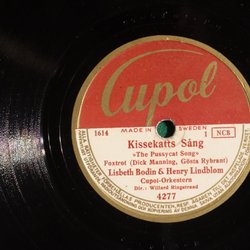 Cupol
MADE IN SWEDEN
1614 1 NCB
Kissekatts Sång
»The Pussycat Song»
Foxtrot (Dick Manning, Gösta Rybrant)
Lisbeth Bodin & Henry Lindblom
Cupol-Orkestern
Dir.: Willard Ringstrand
4277